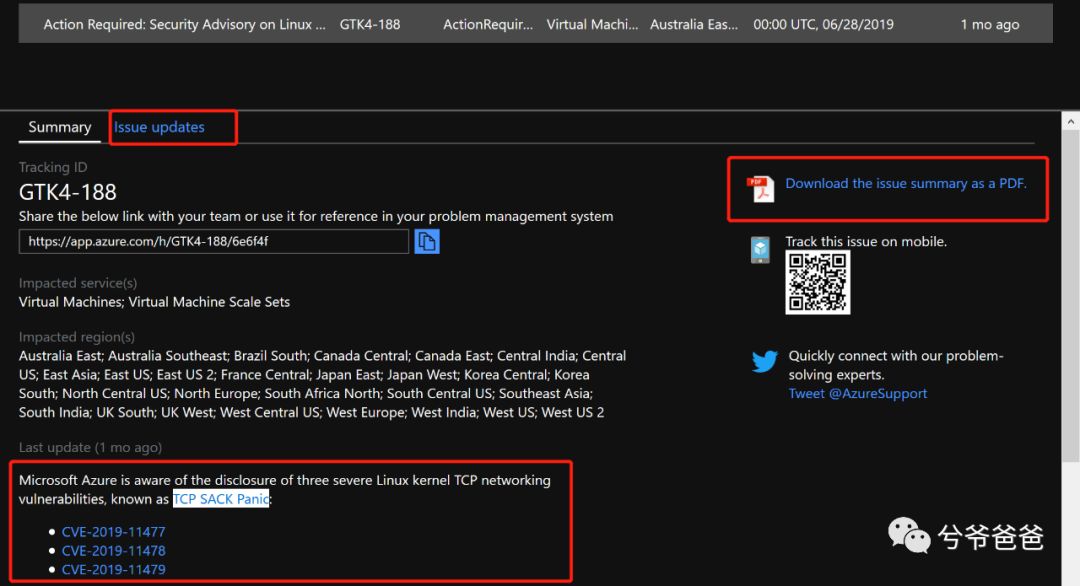 Action Required: Security Advisory on Linux ... GTK4-188 ActionRequir... Virtual Machi... Australia Eas... 00:00 UTC, 06/28/2019 1 mo ago
Summary Issue updates
Tracking ID
GTK4-188
Share the below link with your team or use it for reference in your problem management system
https://app.azure.com/h/GTK4-188/6e6f4f
Impacted service(s)
Virtual Machines; Virtual Machine Scale Sets
Impacted region(s)
Australia East; Australia Southeast; Brazil South; Canada Central; Canada East; Central India; Central
US; East Asia; East US; East US 2; France Central; Japan East; Japan West; Korea Central; Korea
South; North Central US; North Europe; South Africa North; South Central US; Southeast Asia;
South India; UK South; UK West; West Central US; West Europe; West India; West US; West US 2
Last update (1 mo ago)
Microsoft Azure is aware of the disclosure of three severe Linux kernel TCP networking
vulnerabilities, known as TCP SACK Panic:
CVE-2019-11477
CVE-2019-11478
CVE-2019-11479
PDF
Download the issue summary as a PDF.
Track this issue on mobile.
Quickly connect with our problem-
solving experts.
Tweet @AzureSupport
兮爷爸爸